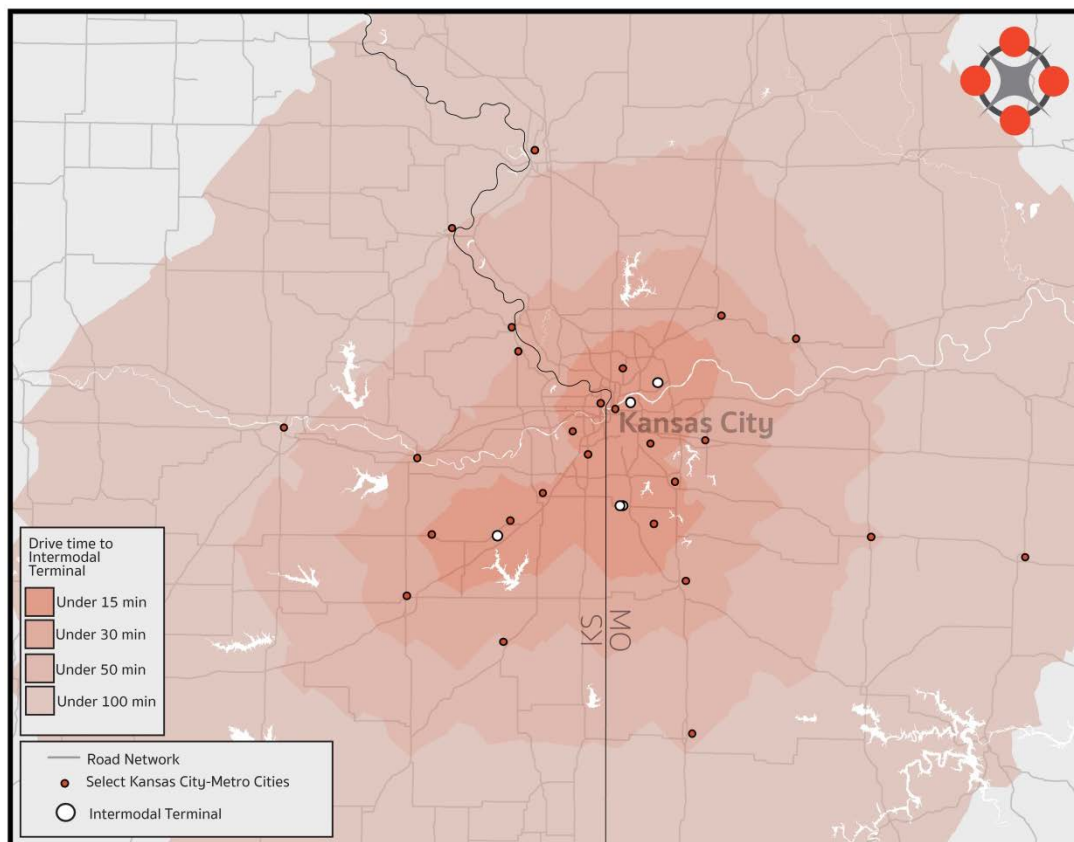 Kansas City
KS
MO
Drive time to
Intermodal
Terminal
Under 15 min
Under 30 min
Under 50 min
Under 100 min
Road Network
Select Kansas City-Metro Cities
Intermodal Terminal